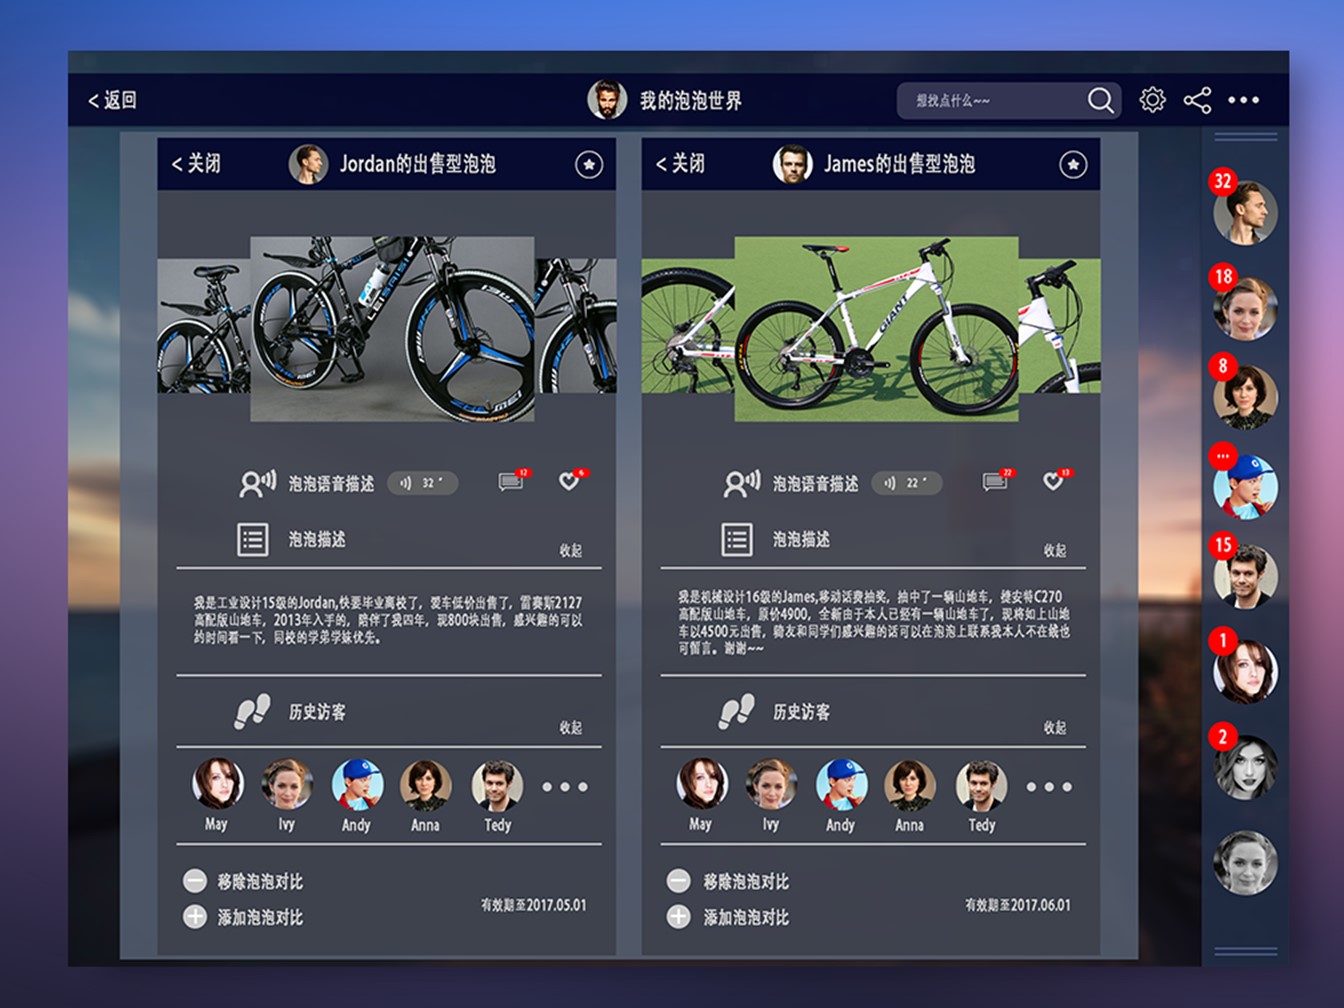 < 返回
我的泡泡世界
想找点什么~~
< 关闭
Jordan的出售型泡泡
泡泡语音描述
32 "
12
6
泡泡描述
收起
我是工业设计15级的Jordan,快要毕业离校了，爱车低价出售了，雷赛斯2127
高配版山地车，2013年入手的，陪伴了我四年，现800块出售，感兴趣的可以
约时间看一下，同校的学弟学妹优先。
历史访客
收起
May
Ivy
Andy
Anna
Tedy
移除泡泡对比
添加泡泡对比
有效期至2017.05.01
< 关闭
James的出售型泡泡
GIANT
泡泡语音描述
22 "
22
13
泡泡描述
收起
我是机械设计16级的James,移动话费抽奖，抽中了一辆山地车，捷安特C270
高配版山地车，原价4900，全新由于本人已经有一辆山地车了，现将如上山地
车以4500元出售，骑友和同学们感兴趣的话可以在泡泡上联系我本人不在线也
可留言。谢谢~~
历史访客
收起
May
Ivy
Andy
Anna
Tedy
移除泡泡对比
添加泡泡对比
有效期至2017.06.01
32
18
8
15
1
2